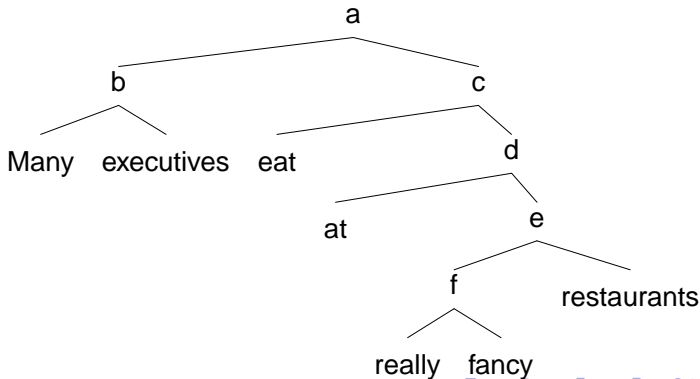 a
b c
Many executives eat d
at e
f restaurants
really fancy